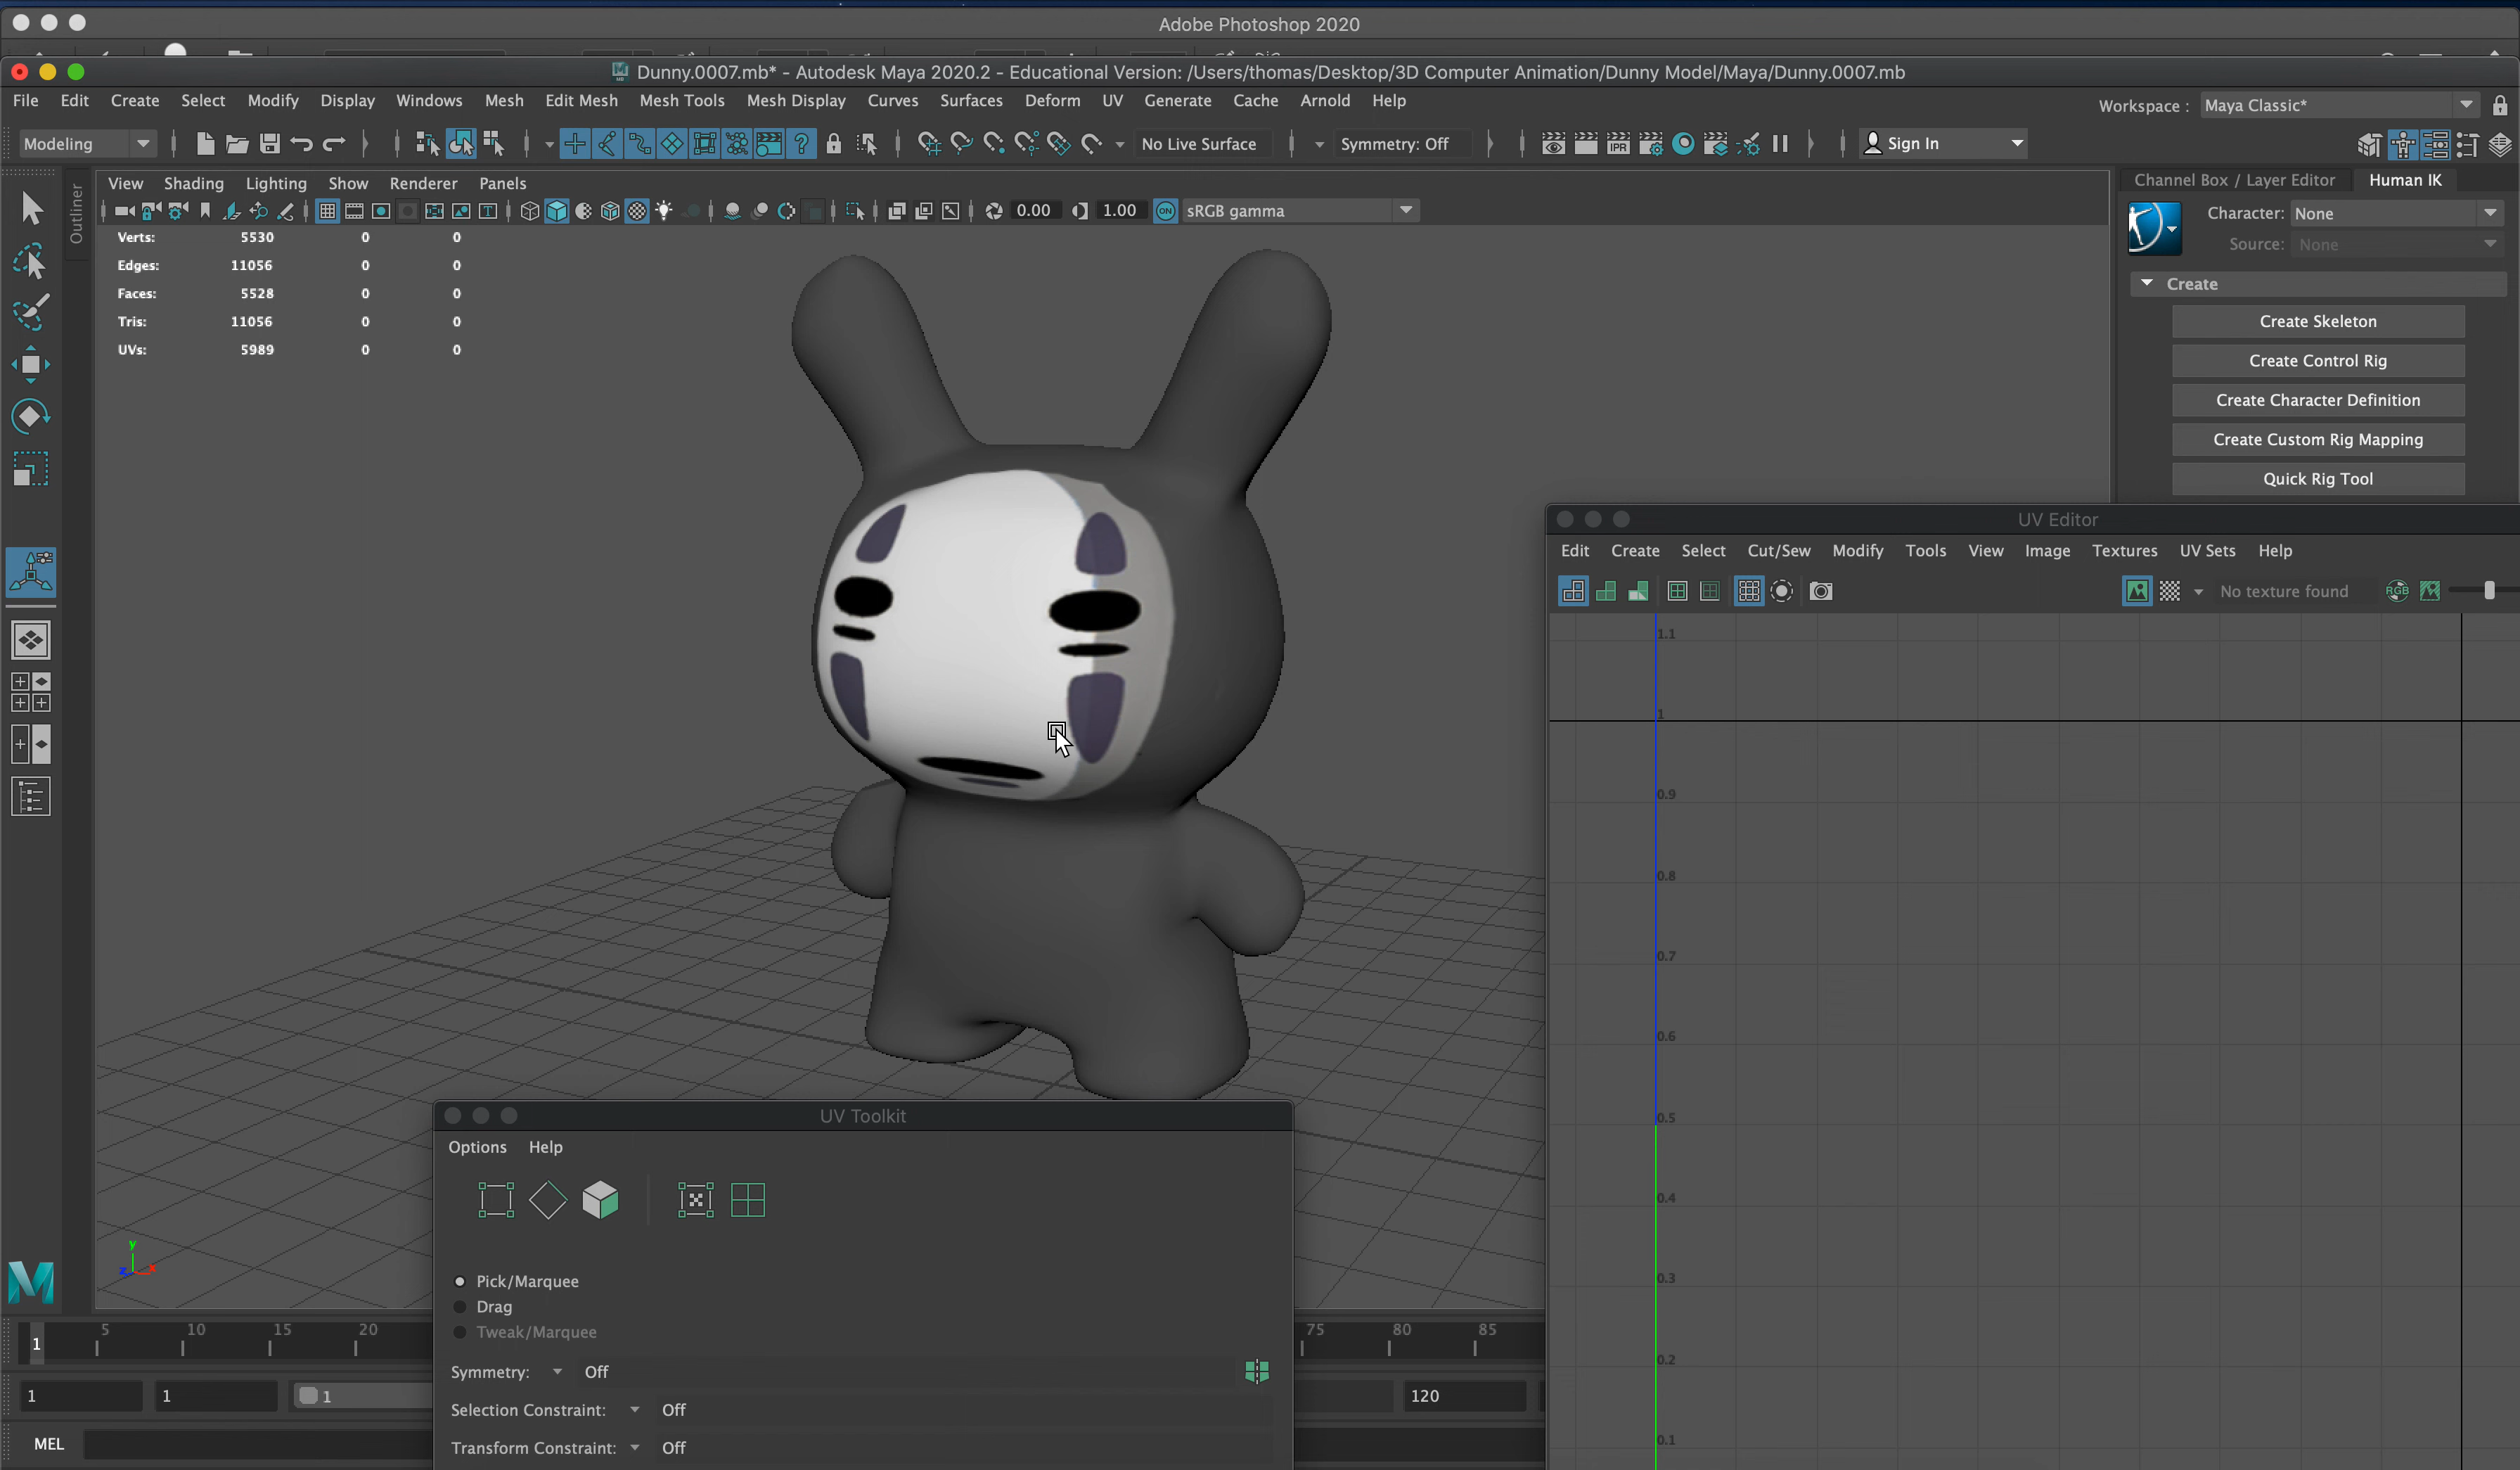 Adobe Photoshop 2020
Dunny.0007.mb* - Autodesk Maya 2020.2 - Educational Version: /Users/thomas/Desktop/3D Computer Animation/Dunny Model/Maya/Dunny.0007.mb
File Edit Create Select Modify Display Windows Mesh Edit Mesh Mesh Tools Mesh Display Curves Surfaces Deform UV Generate Cache Arnold Help
Workspace : Maya Classic*
Modeling No Live Surface Symmetry: Off IPR Sign In
Outliner
View Shading Lighting Show Renderer Panels
0.00 1.00 ON sRGB gamma
Verts: 5530 0 0
Edges: 11056 0 0
Faces: 5528 0 0
Tris: 11056 0 0
UVs: 5989 0 0
Channel Box / Layer Editor Human IK
Character: None
Source: None
Create
Create Skeleton
Create Control Rig
Create Character Definition
Create Custom Rig Mapping
Quick Rig Tool
UV Editor
Edit Create Select Cut/Sew Modify Tools View Image Textures UV Sets Help
No texture found RGB
1.1
1
0.9
0.8
0.7
0.6
0.5
0.4
0.3
0.2
0.1
UV Toolkit
Options Help
Pick/Marquee
Drag
Tweak/Marquee
Symmetry: Off
Selection Constraint: Off
Transform Constraint: Off
y
z x
M
1 5 10 15 20 75 80 85
1 1 1 120
MEL